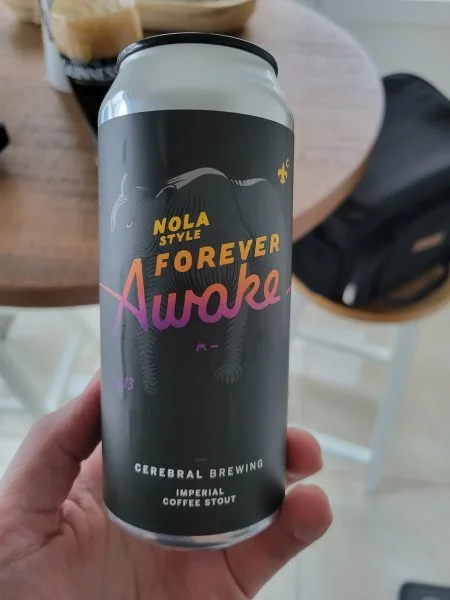 NOLA
STYLE
FOREVER
Awake
CEREBRAL BREWING
IMPERIAL
COFFEE STOUT